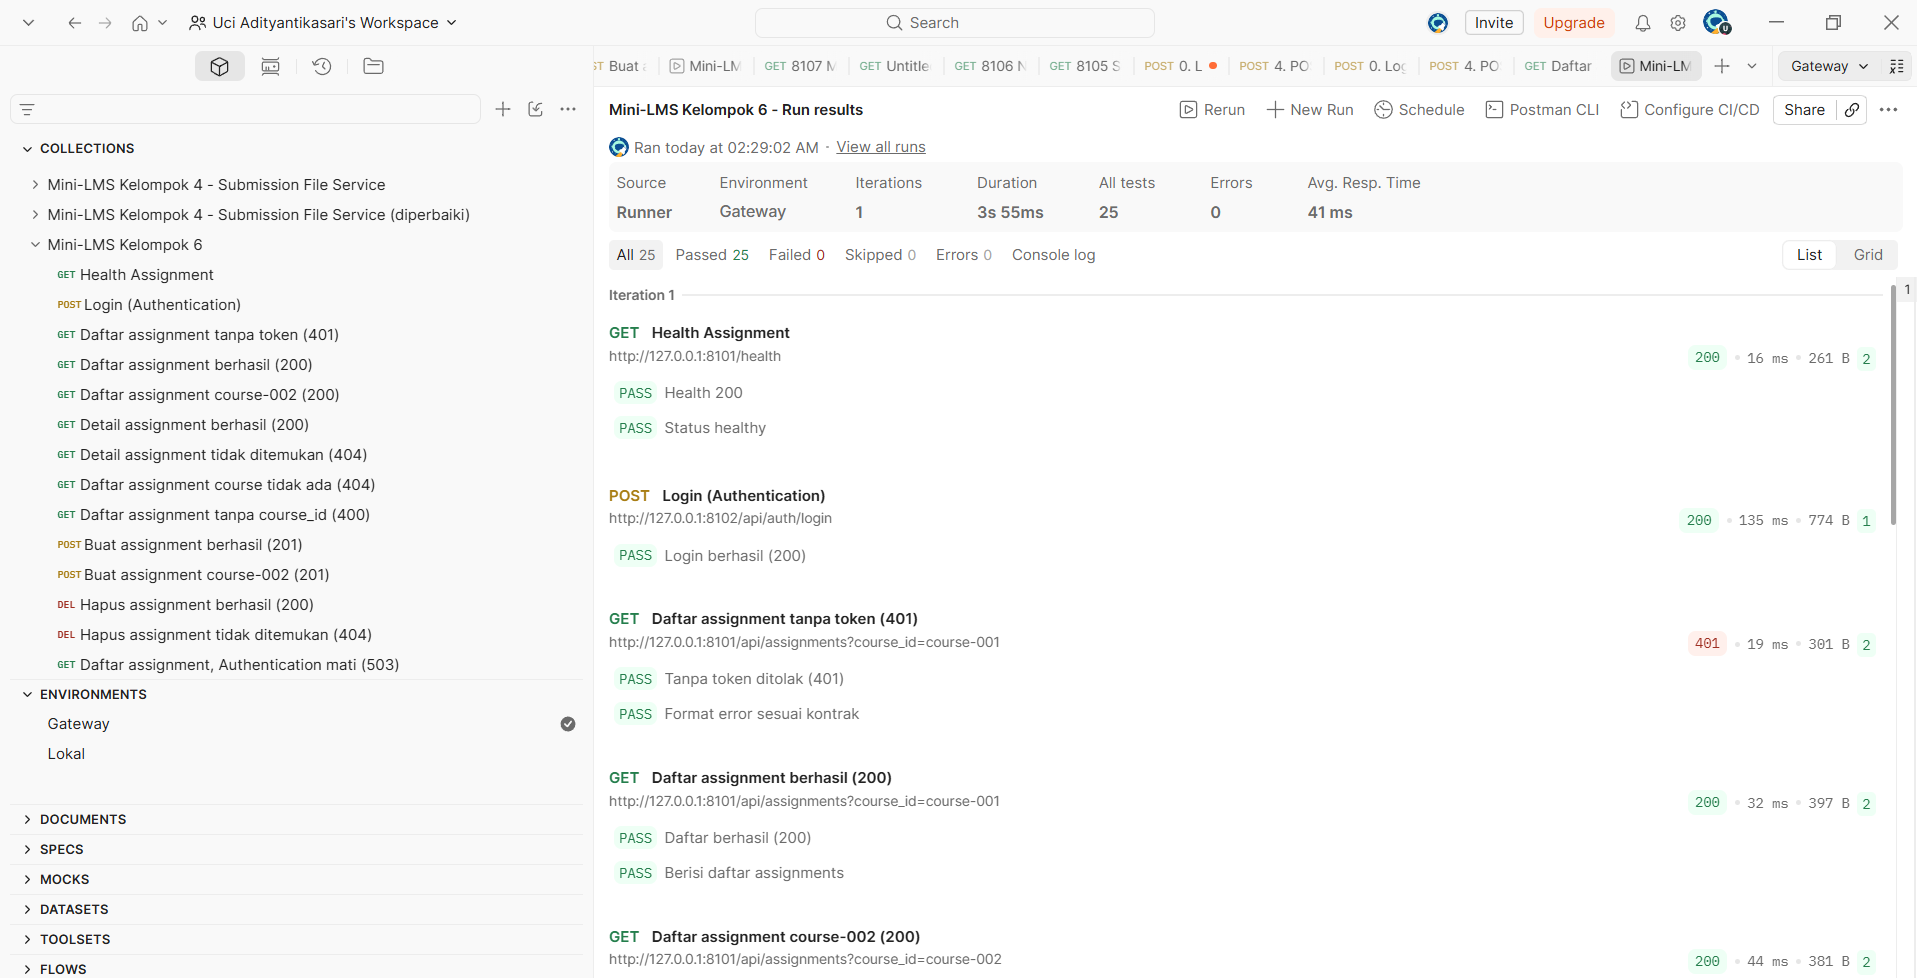 Uci Adityantikasari's Workspace
Search
Invite
Upgrade
U
Buat
Mini-LM
GET 8107
GET Untitle
GET 8106
GET 8105 S
POST 0. L
POST 4. PO
POST 0. Log
POST 4. PO
GET Daftar
Mini-LM
Gateway
COLLECTIONS
Mini-LMS Kelompok 4 - Submission File Service
Mini-LMS Kelompok 4 - Submission File Service (diperbaiki)
Mini-LMS Kelompok 6
GET Health Assignment
POST Login (Authentication)
GET Daftar assignment tanpa token (401)
GET Daftar assignment berhasil (200)
GET Daftar assignment course-002 (200)
GET Detail assignment berhasil (200)
GET Detail assignment tidak ditemukan (404)
GET Daftar assignment course tidak ada (404)
GET Daftar assignment tanpa course_id (400)
POST Buat assignment berhasil (201)
POST Buat assignment course-002 (201)
DEL Hapus assignment berhasil (200)
DEL Hapus assignment tidak ditemukan (404)
GET Daftar assignment, Authentication mati (503)
ENVIRONMENTS
Gateway
Lokal
DOCUMENTS
SPECS
MOCKS
DATASETS
TOOLSETS
FLOWS
Mini-LMS Kelompok 6 - Run results
Rerun
New Run
Schedule
Postman CLI
Configure CI/CD
Share
Ran today at 02:29:02 AM · View all runs
Source Environment Iterations Duration All tests Errors Avg. Resp. Time
Runner Gateway 1 3s 55ms 25 0 41 ms
All 25 Passed 25 Failed 0 Skipped 0 Errors 0 Console log
List Grid
Iteration 1
1
GET Health Assignment
http://127.0.0.1:8101/health
200 • 16 ms • 261 B 2
PASS Health 200
PASS Status healthy
POST Login (Authentication)
http://127.0.0.1:8102/api/auth/login
200 • 135 ms • 774 B 1
PASS Login berhasil (200)
GET Daftar assignment tanpa token (401)
http://127.0.0.1:8101/api/assignments?course_id=course-001
401 • 19 ms • 301 B 2
PASS Tanpa token ditolak (401)
PASS Format error sesuai kontrak
GET Daftar assignment berhasil (200)
http://127.0.0.1:8101/api/assignments?course_id=course-001
200 • 32 ms • 397 B 2
PASS Daftar berhasil (200)
PASS Berisi daftar assignments
GET Daftar assignment course-002 (200)
http://127.0.0.1:8101/api/assignments?course_id=course-002
200 • 44 ms • 381 B 2